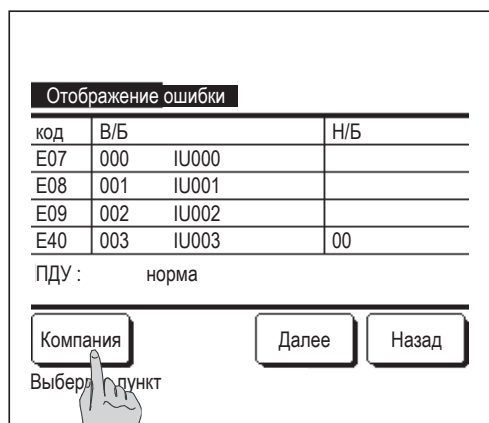 Отображение ошибки
код В/Б Н/Б
E07 000 IU000
E08 001 IU001
E09 002 IU002
E40 003 IU003 00
ПДУ : норма
Компания Далее Назад
пункт